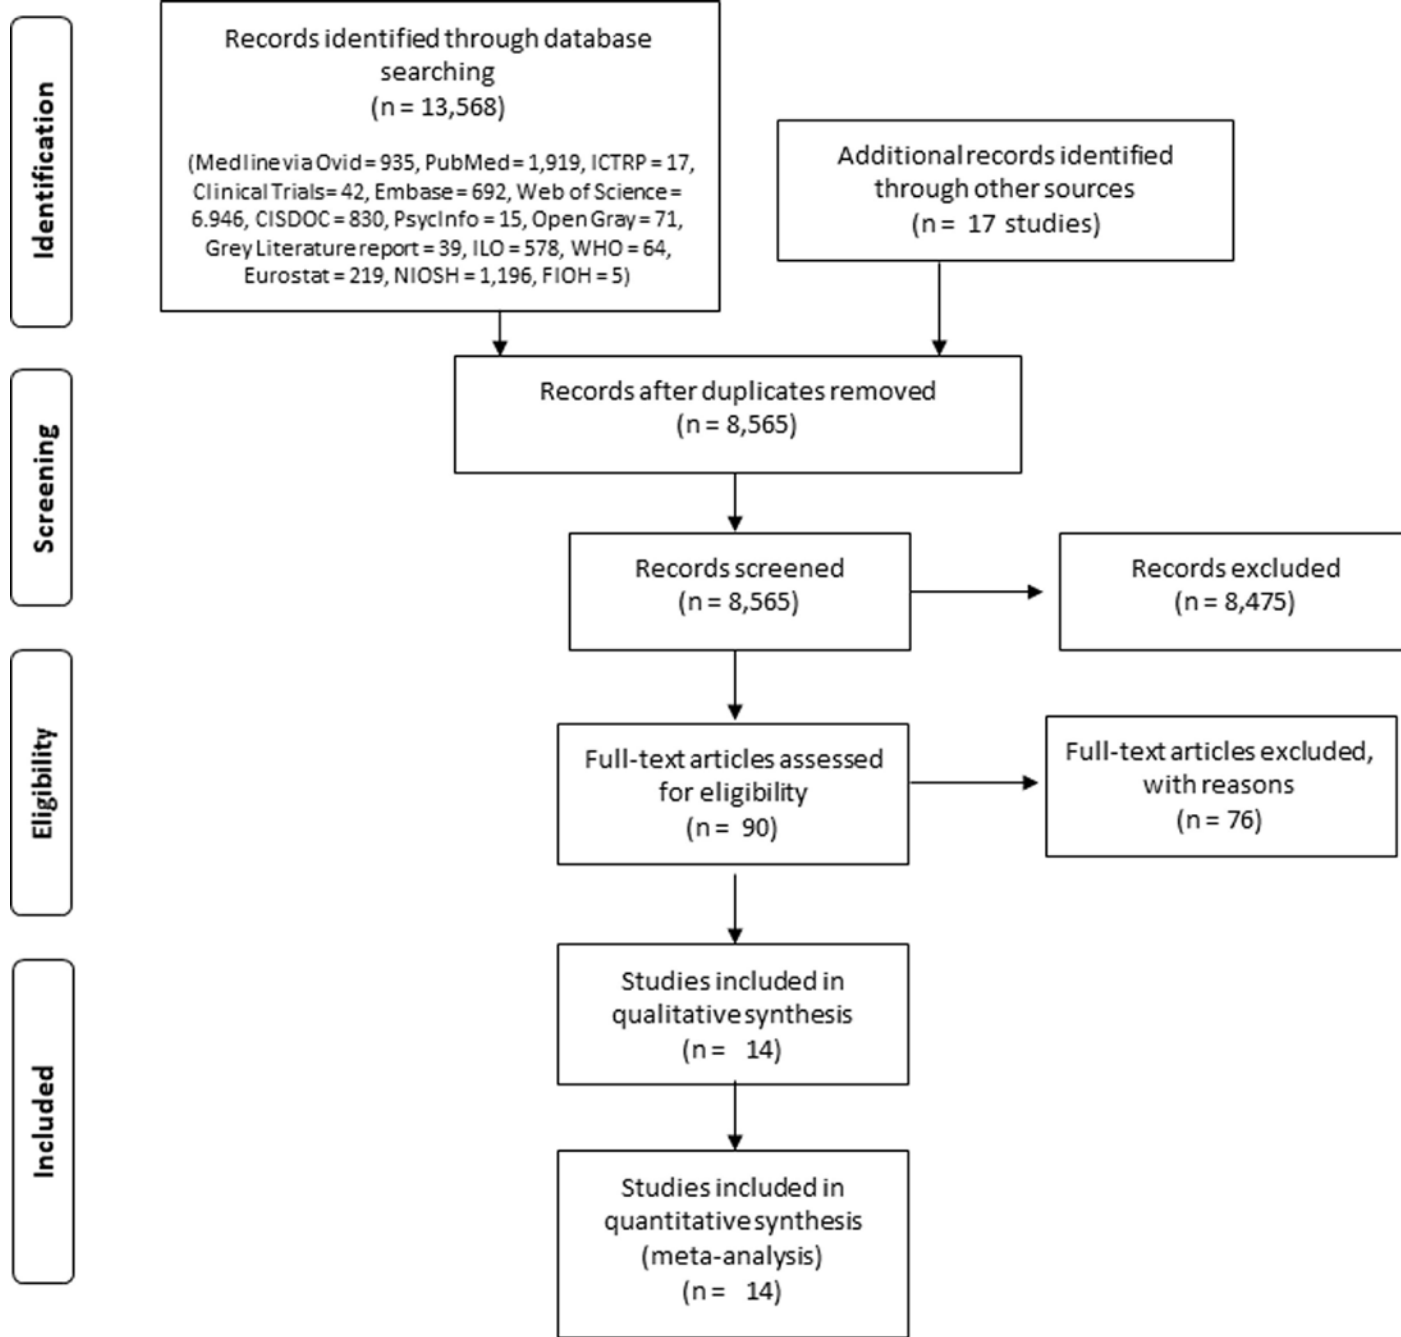 Identification
Records identified through database
searching
(n = 13,568)
(Medline via Ovid = 935, PubMed = 1,919, ICTRP = 17,
Clinical Trials = 42, Embase = 692, Web of Science =
6.946, CISDOC = 830, PsycInfo = 15, Open Gray = 71,
Grey Literature report = 39, ILO = 578, WHO = 64,
Eurostat = 219, NIOSH = 1,196, FIOH = 5)
Additional records identified
through other sources
(n = 17 studies)
Screening
Records after duplicates removed
(n = 8,565)
Records screened
(n = 8,565)
Records excluded
(n = 8,475)
Eligibility
Full-text articles assessed
for eligibility
(n = 90)
Full-text articles excluded,
with reasons
(n = 76)
Included
Studies included in
qualitative synthesis
(n = 14)
Studies included in
quantitative synthesis
(meta-analysis)
(n = 14)